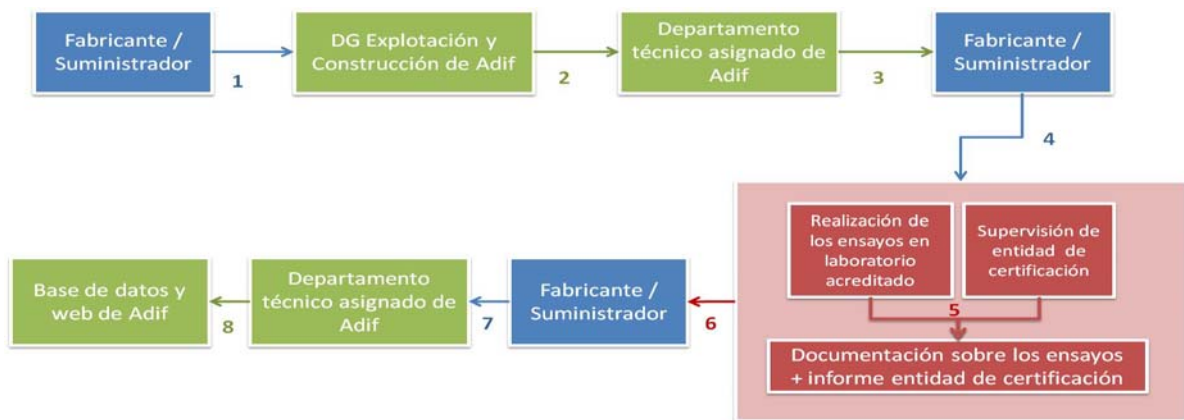 Fabricante /
Suministrador
1
DG Explotación y
Construcción de Adif
2
Departamento
técnico asignado de
Adif
3
Fabricante /
Suministrador
4
Realización de
los ensayos en
laboratorio
acreditado
Supervisión de
entidad de
certificación
5
Documentación sobre los ensayos
+ informe entidad de certificación
6
Fabricante /
Suministrador
7
Departamento
técnico asignado de
Adif
8
Base de datos y
web de Adif